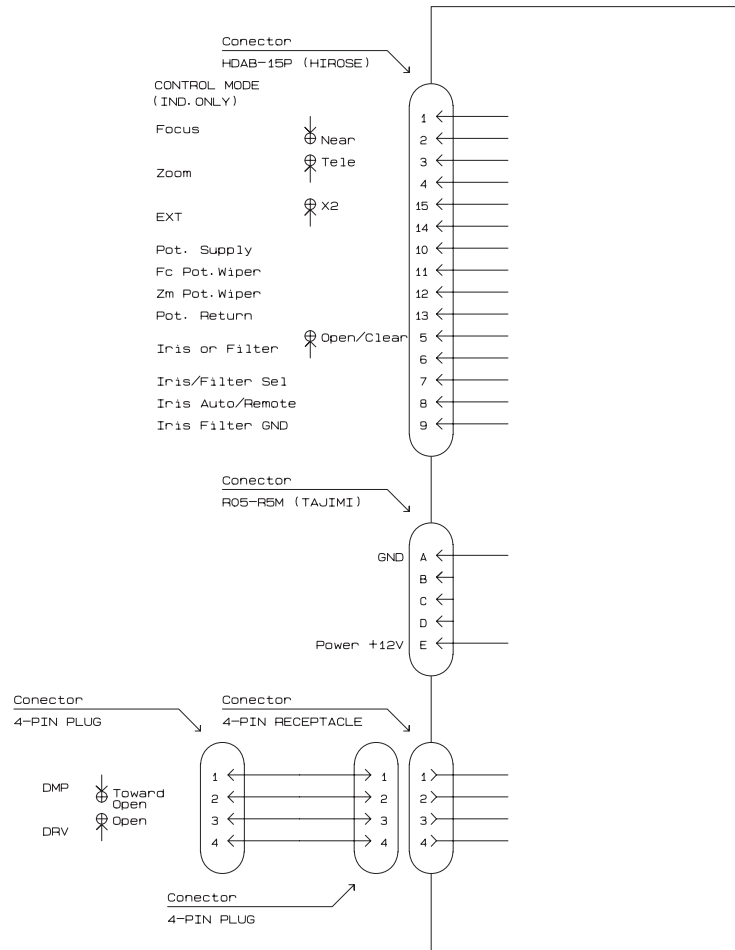 Conector
HDAB-15P (HIROSE)
CONTROL MODE
(IND.ONLY)
1
Focus
2
Near
3
Tele
Zoom
4
15
X2
EXT
14
Pot. Supply
10
Fc Pot.Wiper
11
Zm Pot.Wiper
12
Pot. Return
13
Open/Clear
5
Iris or Filter
6
Iris/Filter Sel
7
Iris Auto/Remote
8
Iris Filter GND
9
Conector
R05-R5M (TAJIMI)
GND A
B
C
D
Power +12V E
Conector
4-PIN PLUG
Conector
4-PIN RECEPTACLE
1 1 1
DMP
Toward
Open
2 2 2
Open
3 3 3
DRV
4 4 4
Conector
4-PIN PLUG